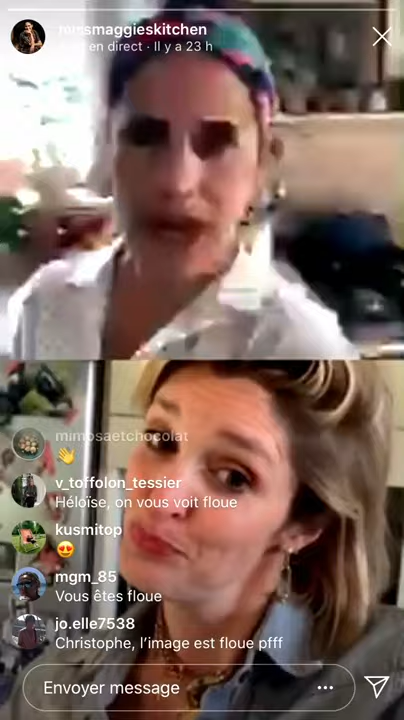 missmaggieskitchen
en direct · Il y a 23 h
mimosaetchocolat
👋
v_toffolon_tessier
Héloïse, on vous voit floue
kusmitop
😍
mgm_85
Vous êtes floue
jo.elle7538
Christophe, l'image est floue pfff
Envoyer message